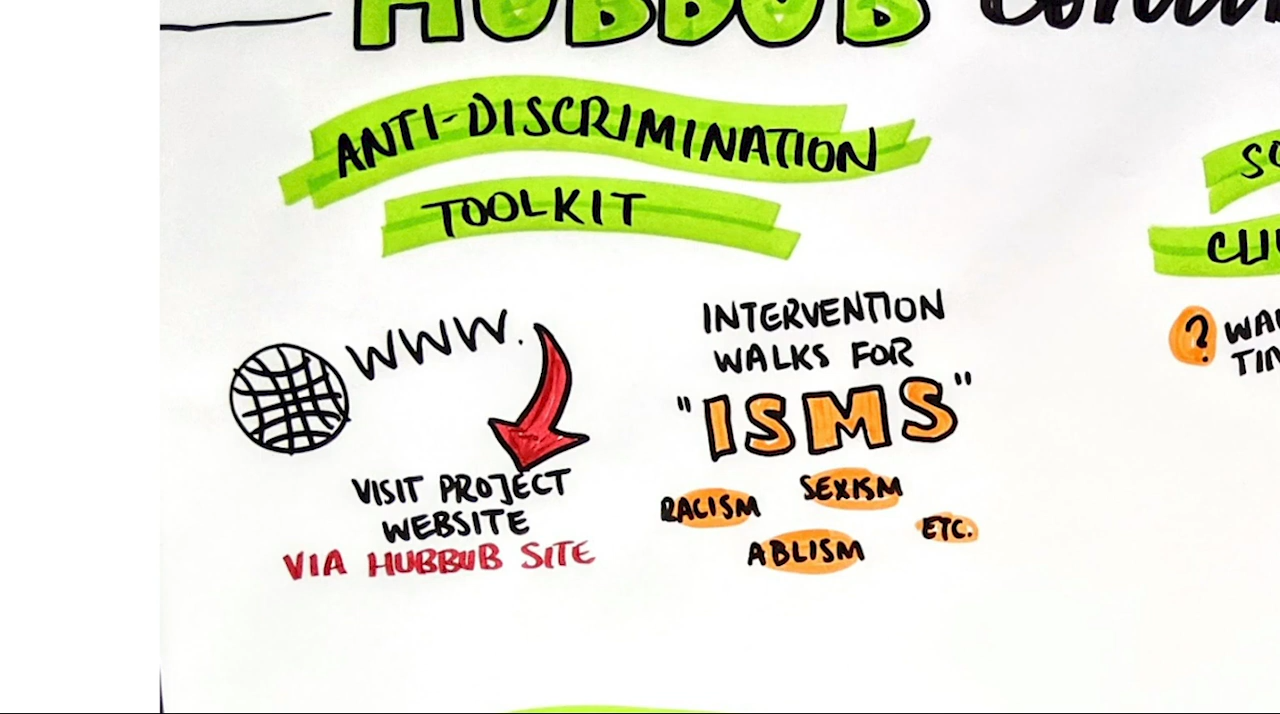 HUBBUB
ANTI-DISCRIMINATION
TOOLKIT
WWW.
VISIT PROJECT
WEBSITE
VIA HUBBUB SITE
INTERVENTION
WALKS FOR
"ISMS"
RACISM
SEXISM
ABLISM
ETC.
?